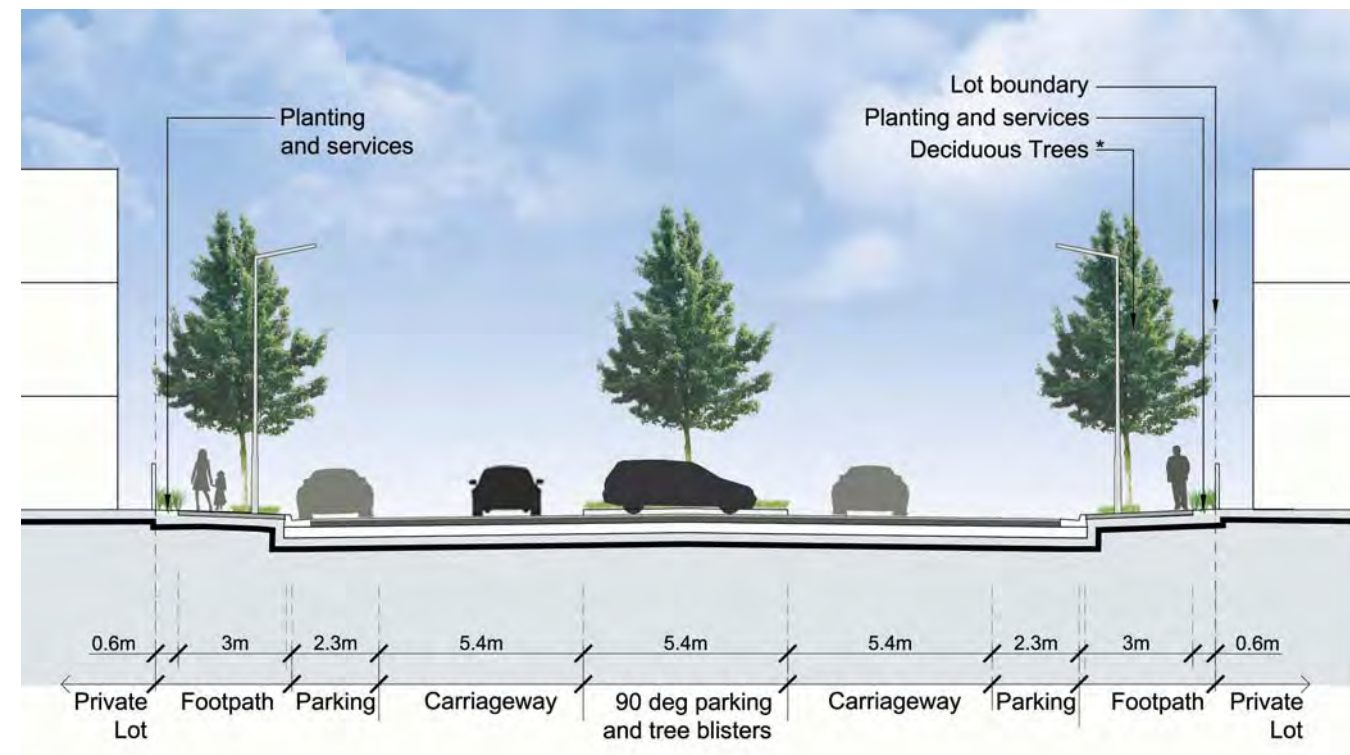 Lot boundary
Planting and services
Deciduous Trees *
Planting
and services
0.6m 3m 2.3m 5.4m 5.4m 5.4m 2.3m 3m 0.6m
Private Lot
Footpath
Parking
Carriageway
90 deg parking
and tree blisters
Carriageway
Parking
Footpath
Private
Lot